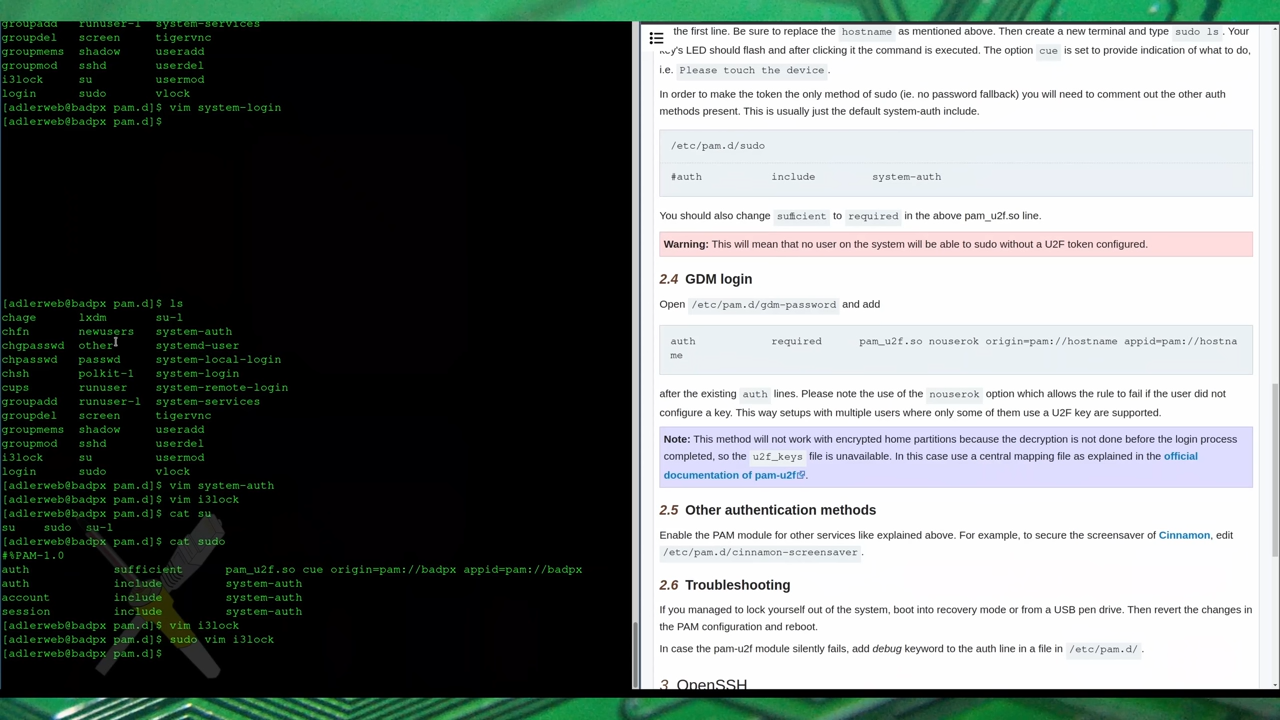 groupadd runuser-l system-services
groupdel screen tigervnc
groupmems shadow useradd
groupmod sshd userdel
i3lock su usermod
login sudo vlock
[adlerweb@badpx pam.d]$ vim system-login
[adlerweb@badpx pam.d]$
[adlerweb@badpx pam.d]$ ls
chage lxdm su-l
chfn newusers system-auth
chgpasswd other systemd-user
chpasswd passwd system-local-login
chsh polkit-1 system-login
cups runuser system-remote-login
groupadd runuser-l system-services
groupdel screen tigervnc
groupmems shadow useradd
groupmod sshd userdel
i3lock su usermod
login sudo vlock
[adlerweb@badpx pam.d]$ vim system-auth
[adlerweb@badpx pam.d]$ vim i3lock
[adlerweb@badpx pam.d]$ cat su
su sudo su-l
[adlerweb@badpx pam.d]$ cat sudo
#%PAM-1.0
auth sufficient pam_u2f.so cue origin=pam://badpx appid=pam://badpx
auth include system-auth
account include system-auth
session include system-auth
[adlerweb@badpx pam.d]$ vim i3lock
[adlerweb@badpx pam.d]$ sudo vim i3lock
[adlerweb@badpx pam.d]$
the first line. Be sure to replace the hostname as mentioned above. Then create a new terminal and type sudo ls. Your
key's LED should flash and after clicking it the command is executed. The option cue is set to provide indication of what to do,
i.e. Please touch the device.
In order to make the token the only method of sudo (ie. no password fallback) you will need to comment out the other auth
methods present. This is usually just the default system-auth include.
/etc/pam.d/sudo
#auth include system-auth
You should also change sufficient to required in the above pam_u2f.so line.
Warning: This will mean that no user on the system will be able to sudo without a U2F token configured.
2.4 GDM login
Open /etc/pam.d/gdm-password and add
auth required pam_u2f.so nouserok origin=pam://hostname appid=pam://hostna
me
after the existing auth lines. Please note the use of the nouserok option which allows the rule to fail if the user did not
configure a key. This way setups with multiple users where only some of them use a U2F key are supported.
Note: This method will not work with encrypted home partitions because the decryption is not done before the login process
completed, so the u2f_keys file is unavailable. In this case use a central mapping file as explained in the official
documentation of pam-u2f.
2.5 Other authentication methods
Enable the PAM module for other services like explained above. For example, to secure the screensaver of Cinnamon, edit
/etc/pam.d/cinnamon-screensaver.
2.6 Troubleshooting
If you managed to lock yourself out of the system, boot into recovery mode or from a USB pen drive. Then revert the changes in
the PAM configuration and reboot.
In case the pam-u2f module silently fails, add debug keyword to the auth line in a file in /etc/pam.d/.
3 OpenSSH